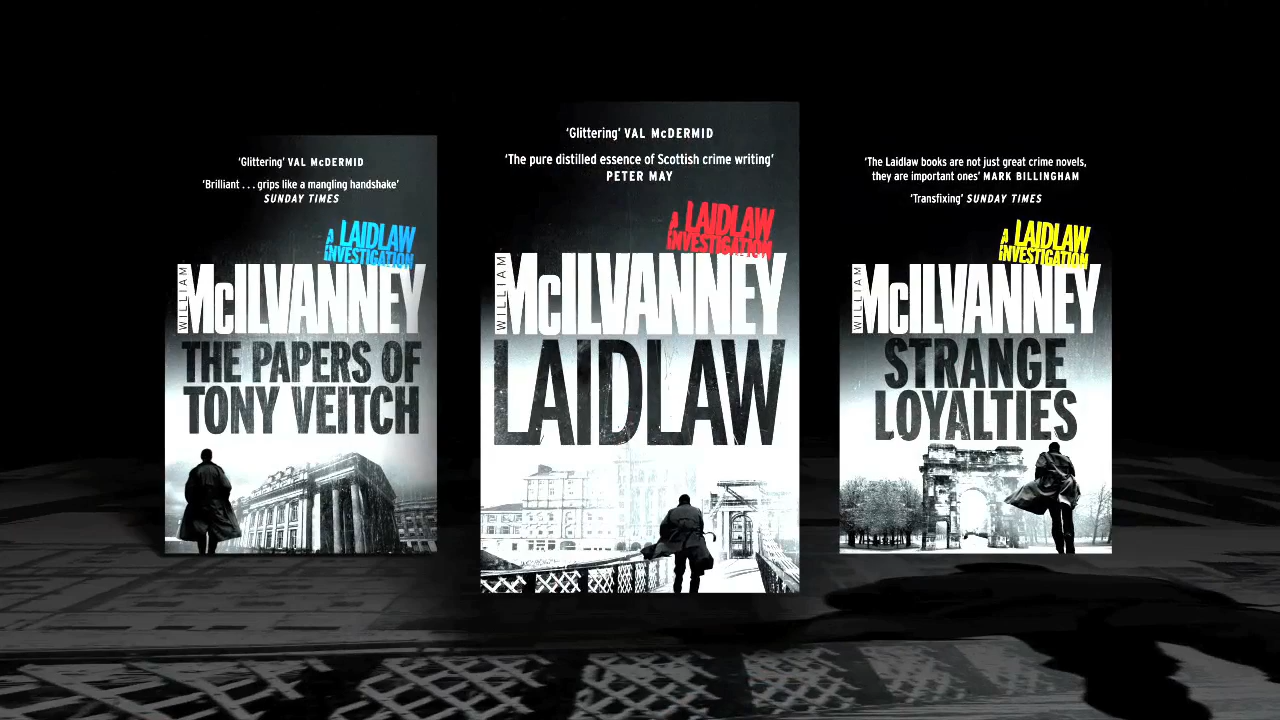 'Glittering' VAL McDERMID
'Brilliant . . . grips like a mangling handshake'
SUNDAY TIMES
A LAIDLAW
INVESTIGATION
WILLIAM
McILVANNEY
THE PAPERS OF
TONY VEITCH
'Glittering' VAL McDERMID
'The pure distilled essence of Scottish crime writing'
PETER MAY
A LAIDLAW
INVESTIGATION
WILLIAM
McILVANNEY
LAIDLAW
'The Laidlaw books are not just great crime novels,
they are important ones' MARK BILLINGHAM
'Transfixing' SUNDAY TIMES
A LAIDLAW
INVESTIGATION
WILLIAM
McILVANNEY
STRANGE
LOYALTIES